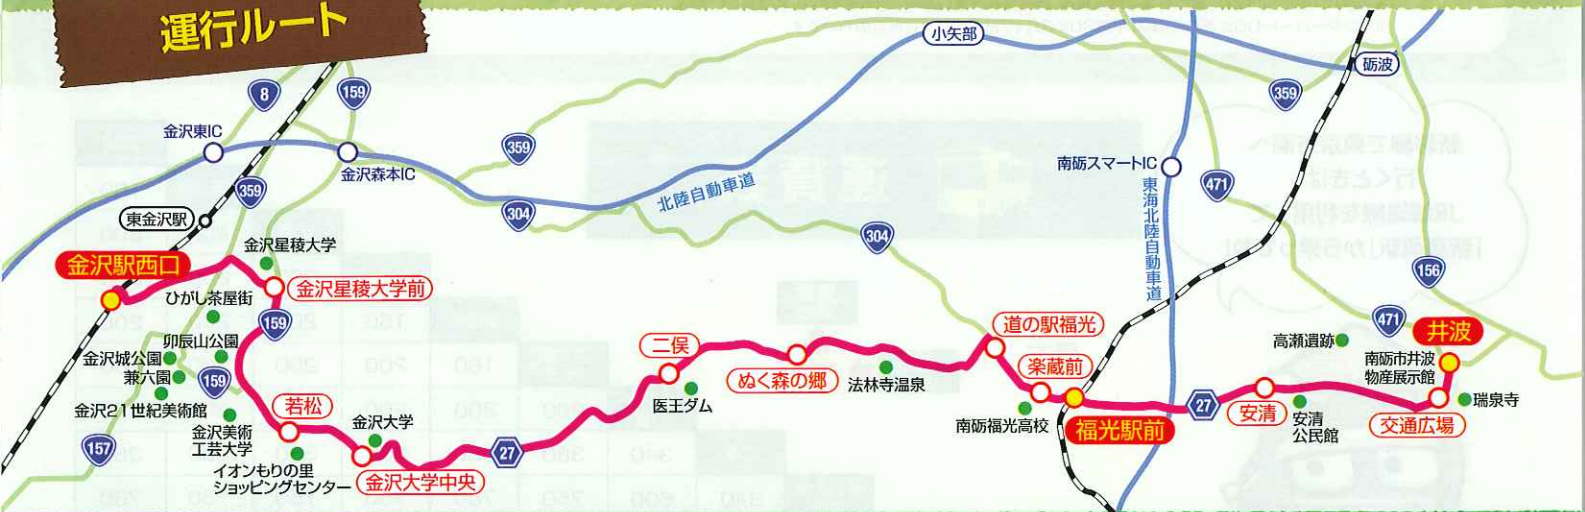 運行ルート
小矢部
砺波
8
159
359
金沢東IC
金沢森本IC
359
南砺スマートIC
359
471
304
北陸自動車道
東海北陸自動車道
東金沢駅
304
金沢星稜大学
156
金沢駅西口
金沢星稜大学前
ひがし茶屋街
159
471
井波
道の駅福光
卯辰山公園
高瀬遺跡
金沢城公園
二俣
楽蔵前
南砺市井波
物産展示館
兼六園
159
ぬく森の郷
法林寺温泉
金沢21世紀美術館
若松
医王ダム
27
安清
瑞泉寺
金沢美術
工芸大学
金沢大学
南砺福光高校
福光駅前
安清
公民館
交通広場
157
27
イオンもりの里
ショッピングセンター
金沢大学中央